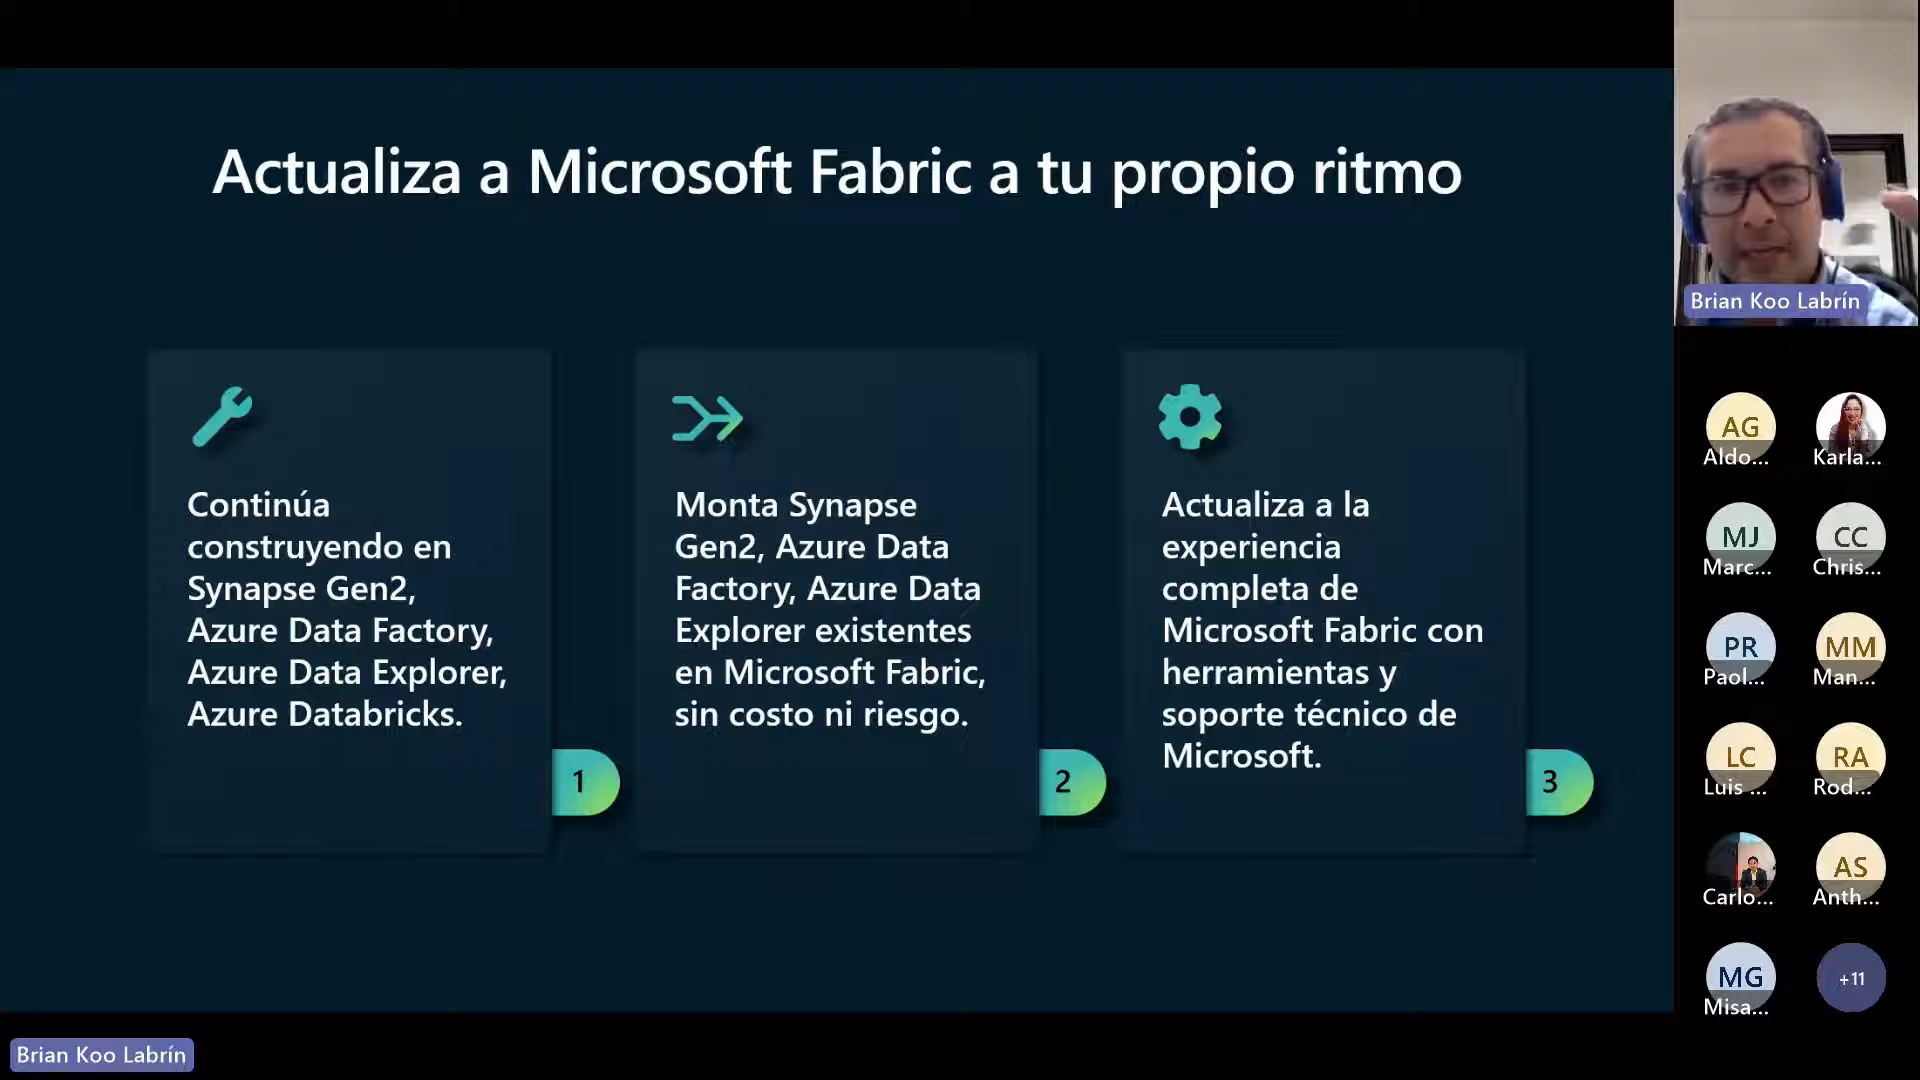 Actualiza a Microsoft Fabric a tu propio ritmo
Continúa
construyendo en
Synapse Gen2,
Azure Data Factory,
Azure Data Explorer,
Azure Databricks.
1
Monta Synapse
Gen2, Azure Data
Factory, Azure Data
Explorer existentes
en Microsoft Fabric,
sin costo ni riesgo.
2
Actualiza a la
experiencia
completa de
Microsoft Fabric con
herramientas y
soporte técnico de
Microsoft.
3
Brian Koo Labrín
AG
Aldo...
Karla...
MJ
Marc...
CC
Chris...
PR
Paol...
MM
Man...
LC
Luis ...
RA
Rod...
Carlo...
AS
Anth...
MG
Misa...
+11
Brian Koo Labrín